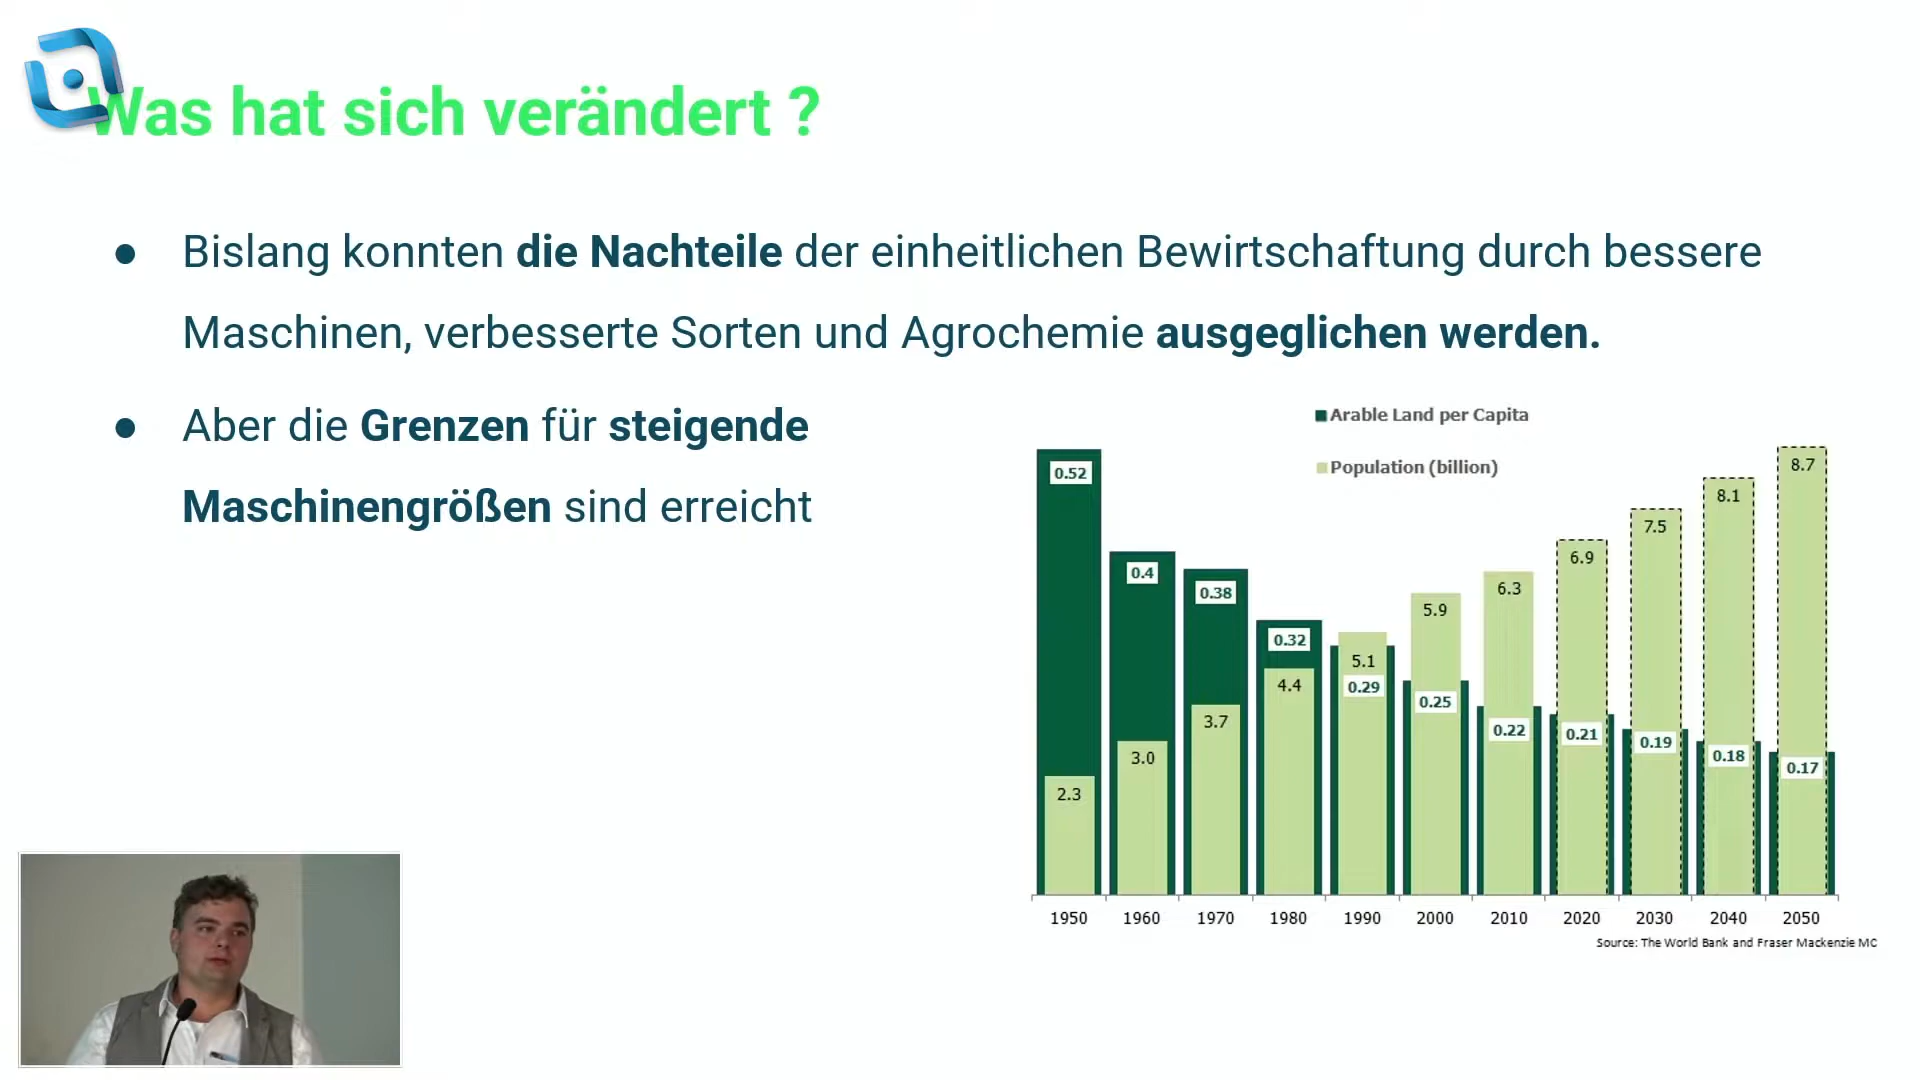 Was hat sich verändert ?
● Bislang konnten die Nachteile der einheitlichen Bewirtschaftung durch bessere
Maschinen, verbesserte Sorten und Agrochemie ausgeglichen werden.
● Aber die Grenzen für steigende
Maschinengrößen sind erreicht
Arable Land per Capita
Population (billion)
0.52 0.4 0.38 0.32 0.29 0.25 0.22 0.21 0.19 0.18 0.17
2.3 3.0 3.7 4.4 5.1 5.9 6.3 6.9 7.5 8.1 8.7
1950 1960 1970 1980 1990 2000 2010 2020 2030 2040 2050
Source: The World Bank and Fraser Mackenzie MC